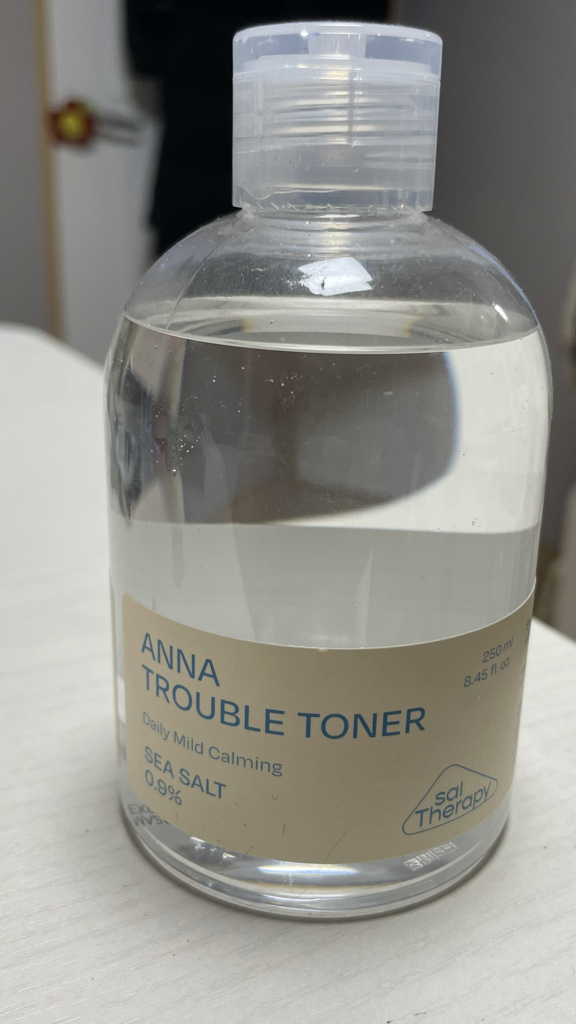 ANNA
TROUBLE TONER
250 ml
8.45 fl. oz.
Daily Mild Calming
SEA SALT
0.9%
sal
Therapy